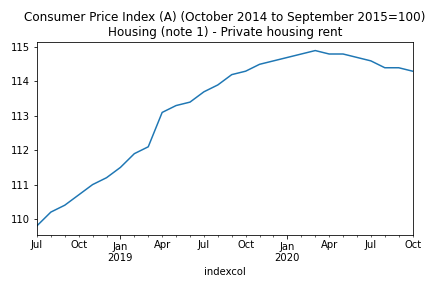 Consumer Price Index (A) (October 2014 to September 2015=100)
Housing (note 1) - Private housing rent
115
114
113
112
111
110
Jul Oct Jan Apr Jul Oct Jan Apr Jul Oct
2019 2020
indexcol